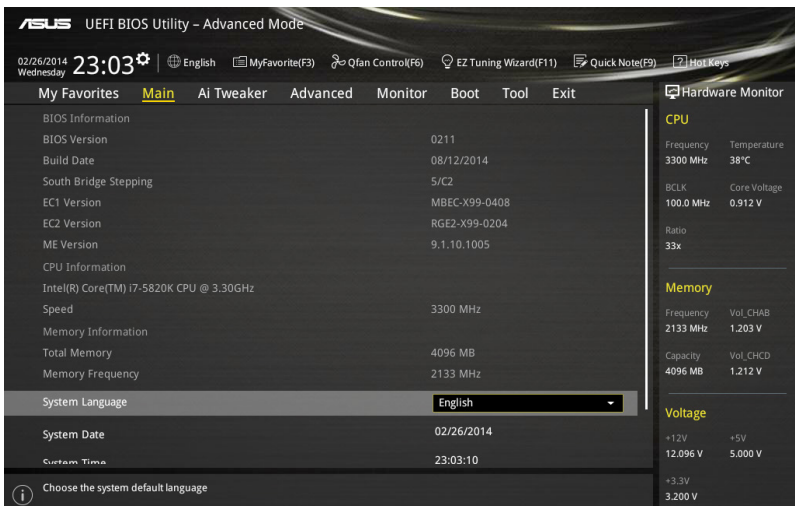 ASUS UEFI BIOS Utility – Advanced Mode
02/26/2014
Wednesday
23:03
English
MyFavorite(F3)
Qfan Control(F6)
EZ Tuning Wizard(F11)
Quick Note(F9)
? Hot Keys
My Favorites Main Ai Tweaker Advanced Monitor Boot Tool Exit
BIOS Information
BIOS Version 0211
Build Date 08/12/2014
South Bridge Stepping 5/C2
EC1 Version MBEC-X99-0408
EC2 Version RGE2-X99-0204
ME Version 9.1.10.1005
CPU Information
Intel(R) Core(TM) i7-5820K CPU @ 3.30GHz
Speed 3300 MHz
Memory Information
Total Memory 4096 MB
Memory Frequency 2133 MHz
System Language English
System Date 02/26/2014
System Time 23:03:10
i Choose the system default language
Hardware Monitor
CPU
Frequency Temperature
3300 MHz 38°C
BCLK Core Voltage
100.0 MHz 0.912 V
Ratio
33x
Memory
Frequency Vol_CHAB
2133 MHz 1.203 V
Capacity Vol_CHCD
4096 MB 1.212 V
Voltage
+12V +5V
12.096 V 5.000 V
+3.3V
3.200 V